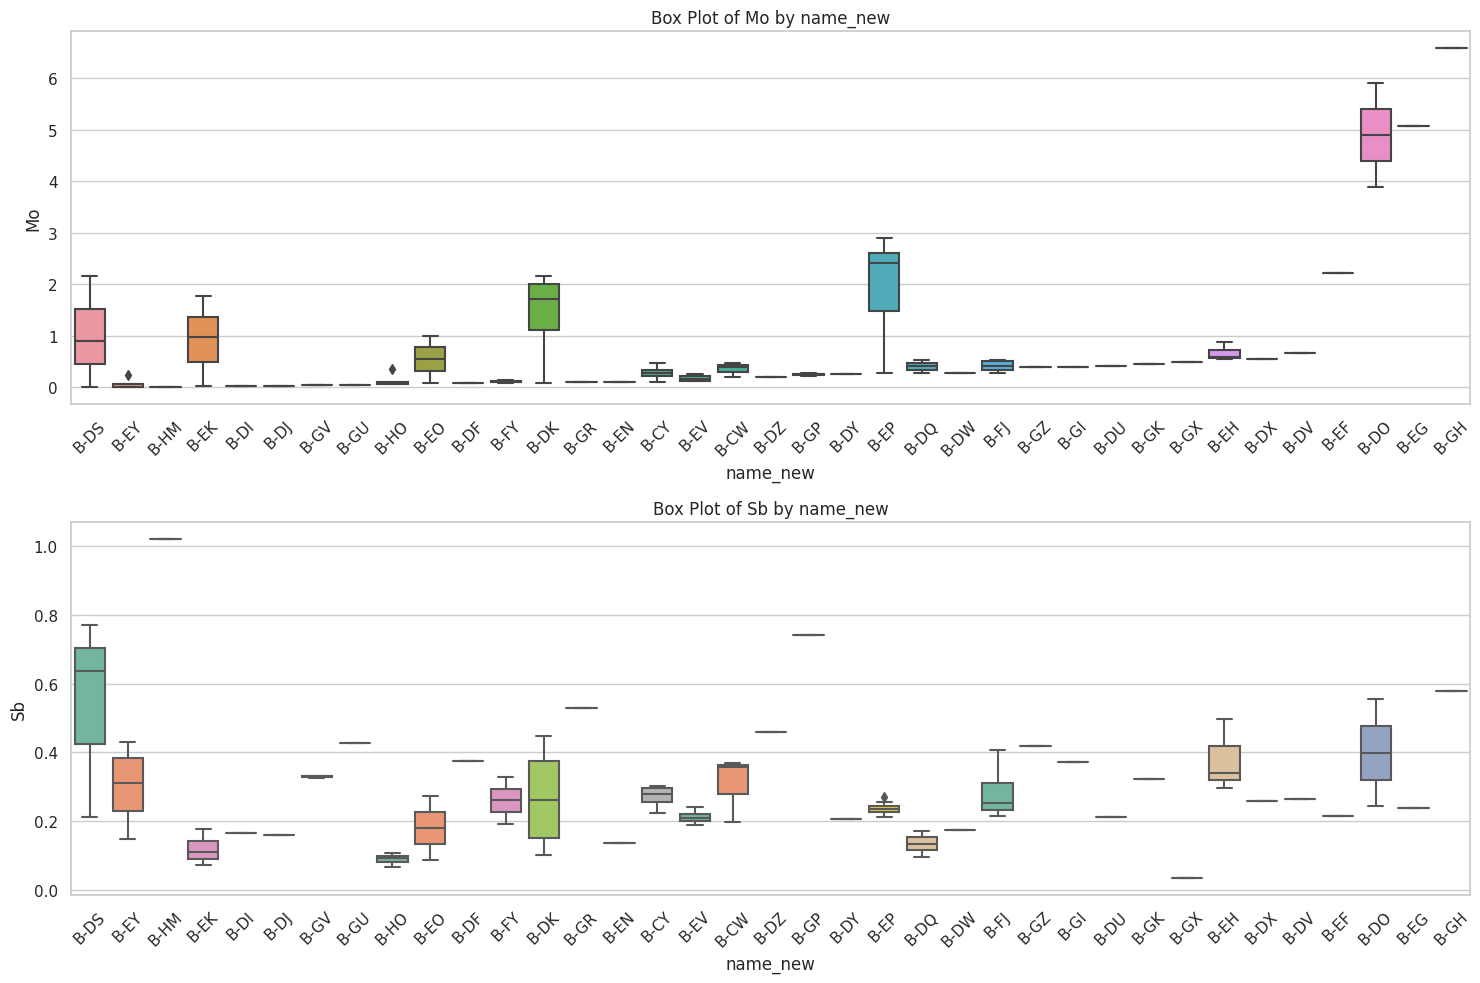 Box Plot of Mo by name_new
6
5
4
3
2
1
0
Mo
B-DS B-EY B-HM B-EK B-DI B-DJ B-GV B-GU B-HO B-EO B-DF B-FY B-DK B-GR B-EN B-CY B-EV B-CW B-DZ B-GP B-DY B-EP B-DQ B-DW B-FJ B-GZ B-GI B-DU B-GK B-GX B-EH B-DX B-DV B-EF B-DO B-EG B-GH
name_new
Box Plot of Sb by name_new
1.0
0.8
0.6
0.4
0.2
0.0
Sb
B-DS B-EY B-HM B-EK B-DI B-DJ B-GV B-GU B-HO B-EO B-DF B-FY B-DK B-GR B-EN B-CY B-EV B-CW B-DZ B-GP B-DY B-EP B-DQ B-DW B-FJ B-GZ B-GI B-DU B-GK B-GX B-EH B-DX B-DV B-EF B-DO B-EG B-GH
name_new